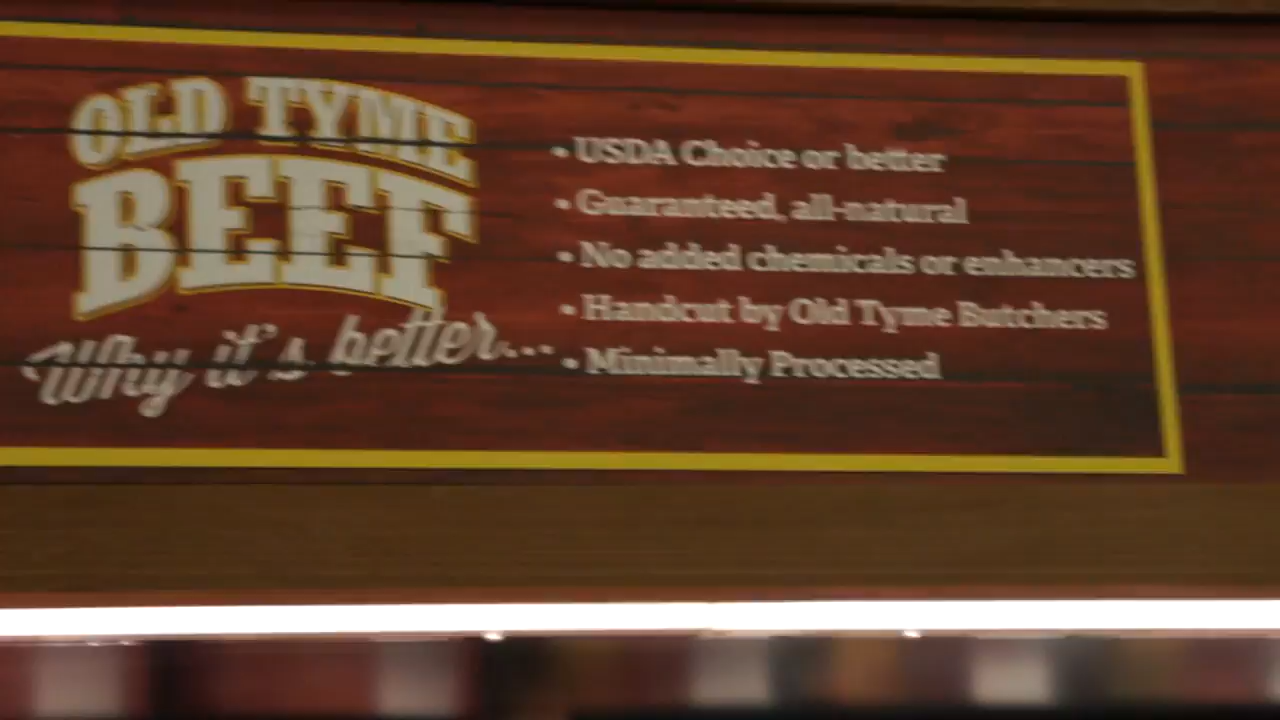 OLD TYME
BEEF
Why it's better...
• USDA Choice or better
• Guaranteed, all-natural
• No added chemicals or enhancers
• Handcut by Old Tyme Butchers
• Minimally Processed